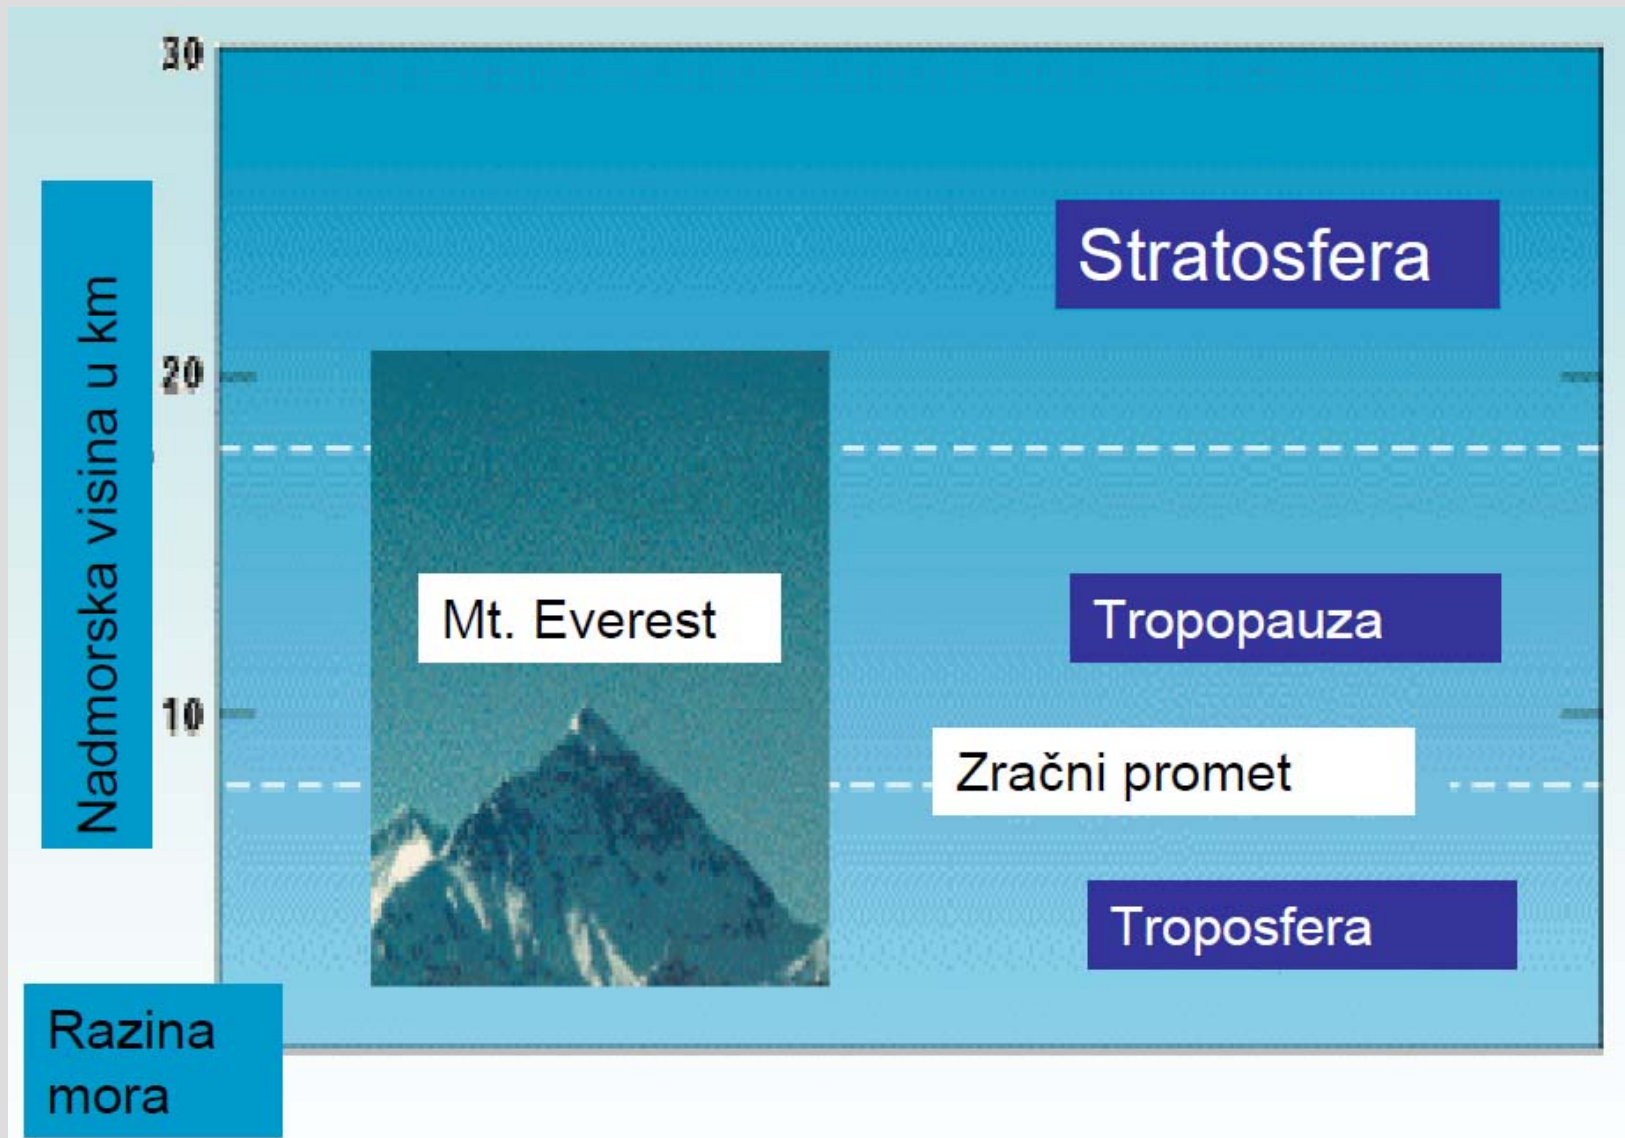 30
Stratosfera
Nadmorska visina u km
20
Mt. Everest
Tropopauza
10
Zračni promet
Troposfera
Razina
mora